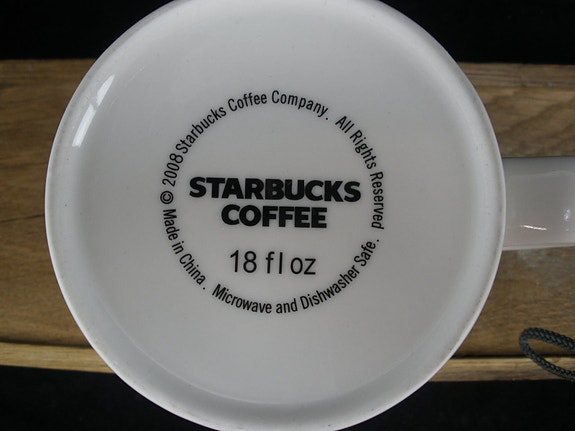 © 2008 Starbucks Coffee Company. All Rights Reserved
STARBUCKS
COFFEE
18 fl oz
Made in China. Microwave and Dishwasher Safe.